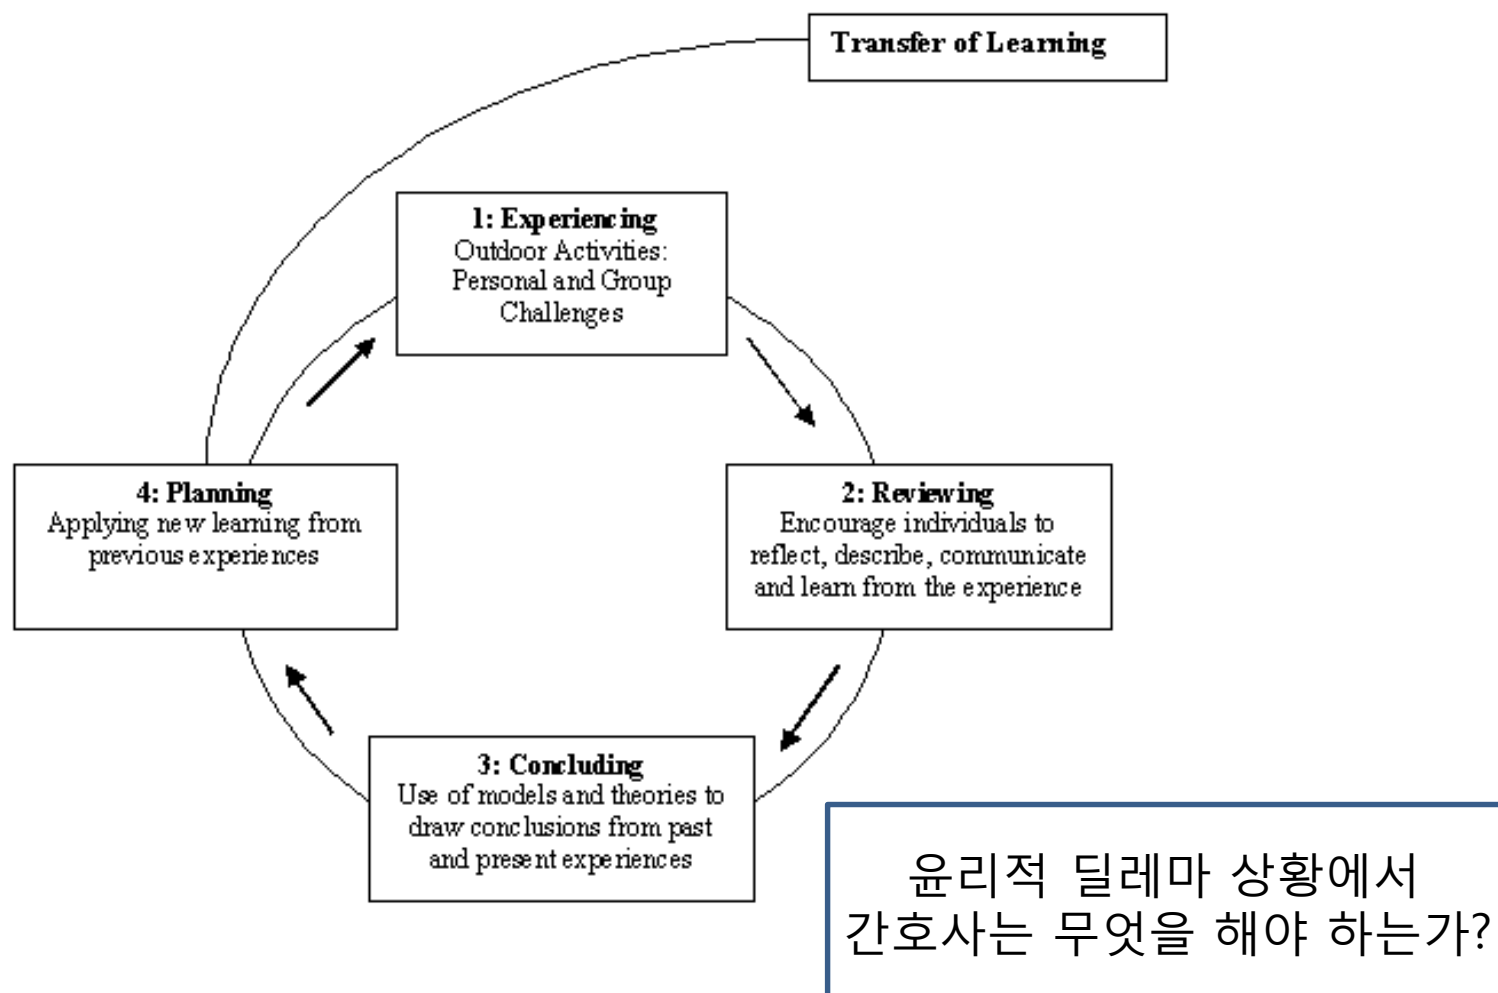 Transfer of Learning
1: Experiencing
Outdoor Activities:
Personal and Group
Challenges
4: Planning
Applying new learning from
previous experiences
2: Reviewing
Encourage individuals to
reflect, describe, communicate
and learn from the experience
3: Concluding
Use of models and theories to
draw conclusions from past
and present experiences
윤리적 딜레마 상황에서
간호사는 무엇을 해야 하는가?